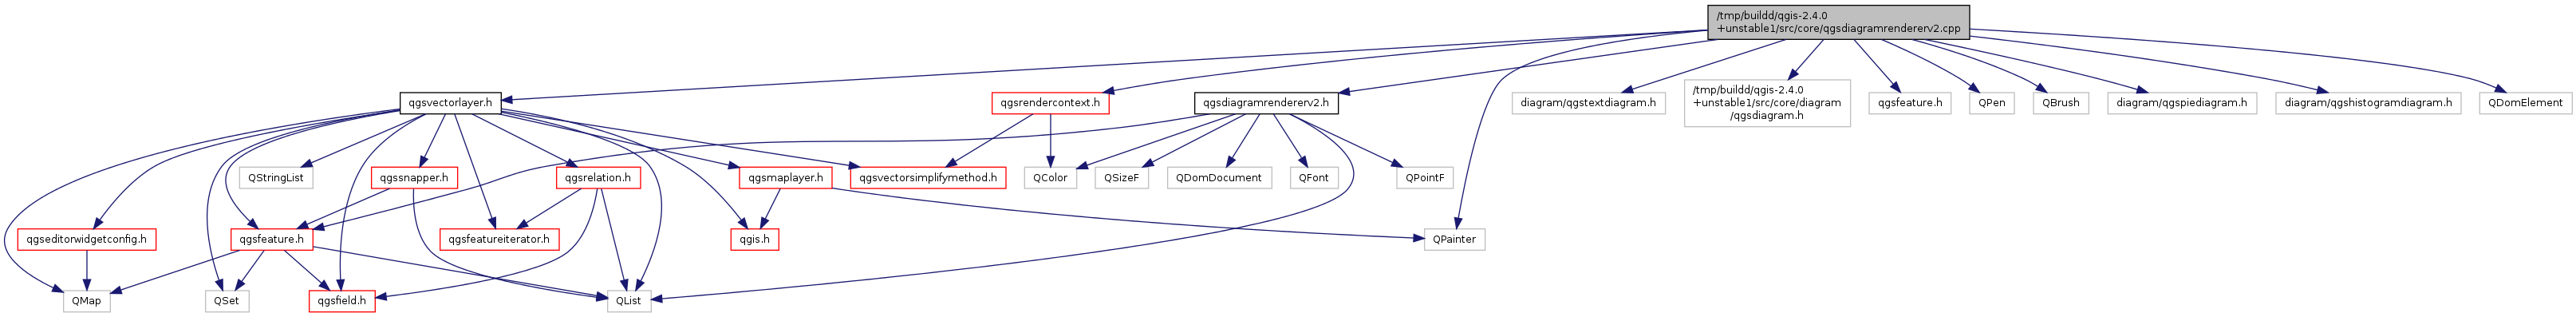 /tmp/buildd/qgis-2.4.0
+unstable1/src/core/qgsdiagramrendererv2.cpp
qgsvectorlayer.h
qgsrendercontext.h
qgsdiagramrendererv2.h
diagram/qgstextdiagram.h
/tmp/buildd/qgis-2.4.0
+unstable1/src/core/diagram
/qgsdiagram.h
qgsfeature.h
QPen
QBrush
diagram/qgspiediagram.h
diagram/qgshistogramdiagram.h
QDomElement
QStringList
qgssnapper.h
qgsrelation.h
qgsmaplayer.h
qgsvectorsimplifymethod.h
QColor
QSizeF
QDomDocument
QFont
QPointF
qgseditorwidgetconfig.h
qgsfeature.h
qgsfeatureiterator.h
qgis.h
QPainter
QMap
QSet
qgsfield.h
QList